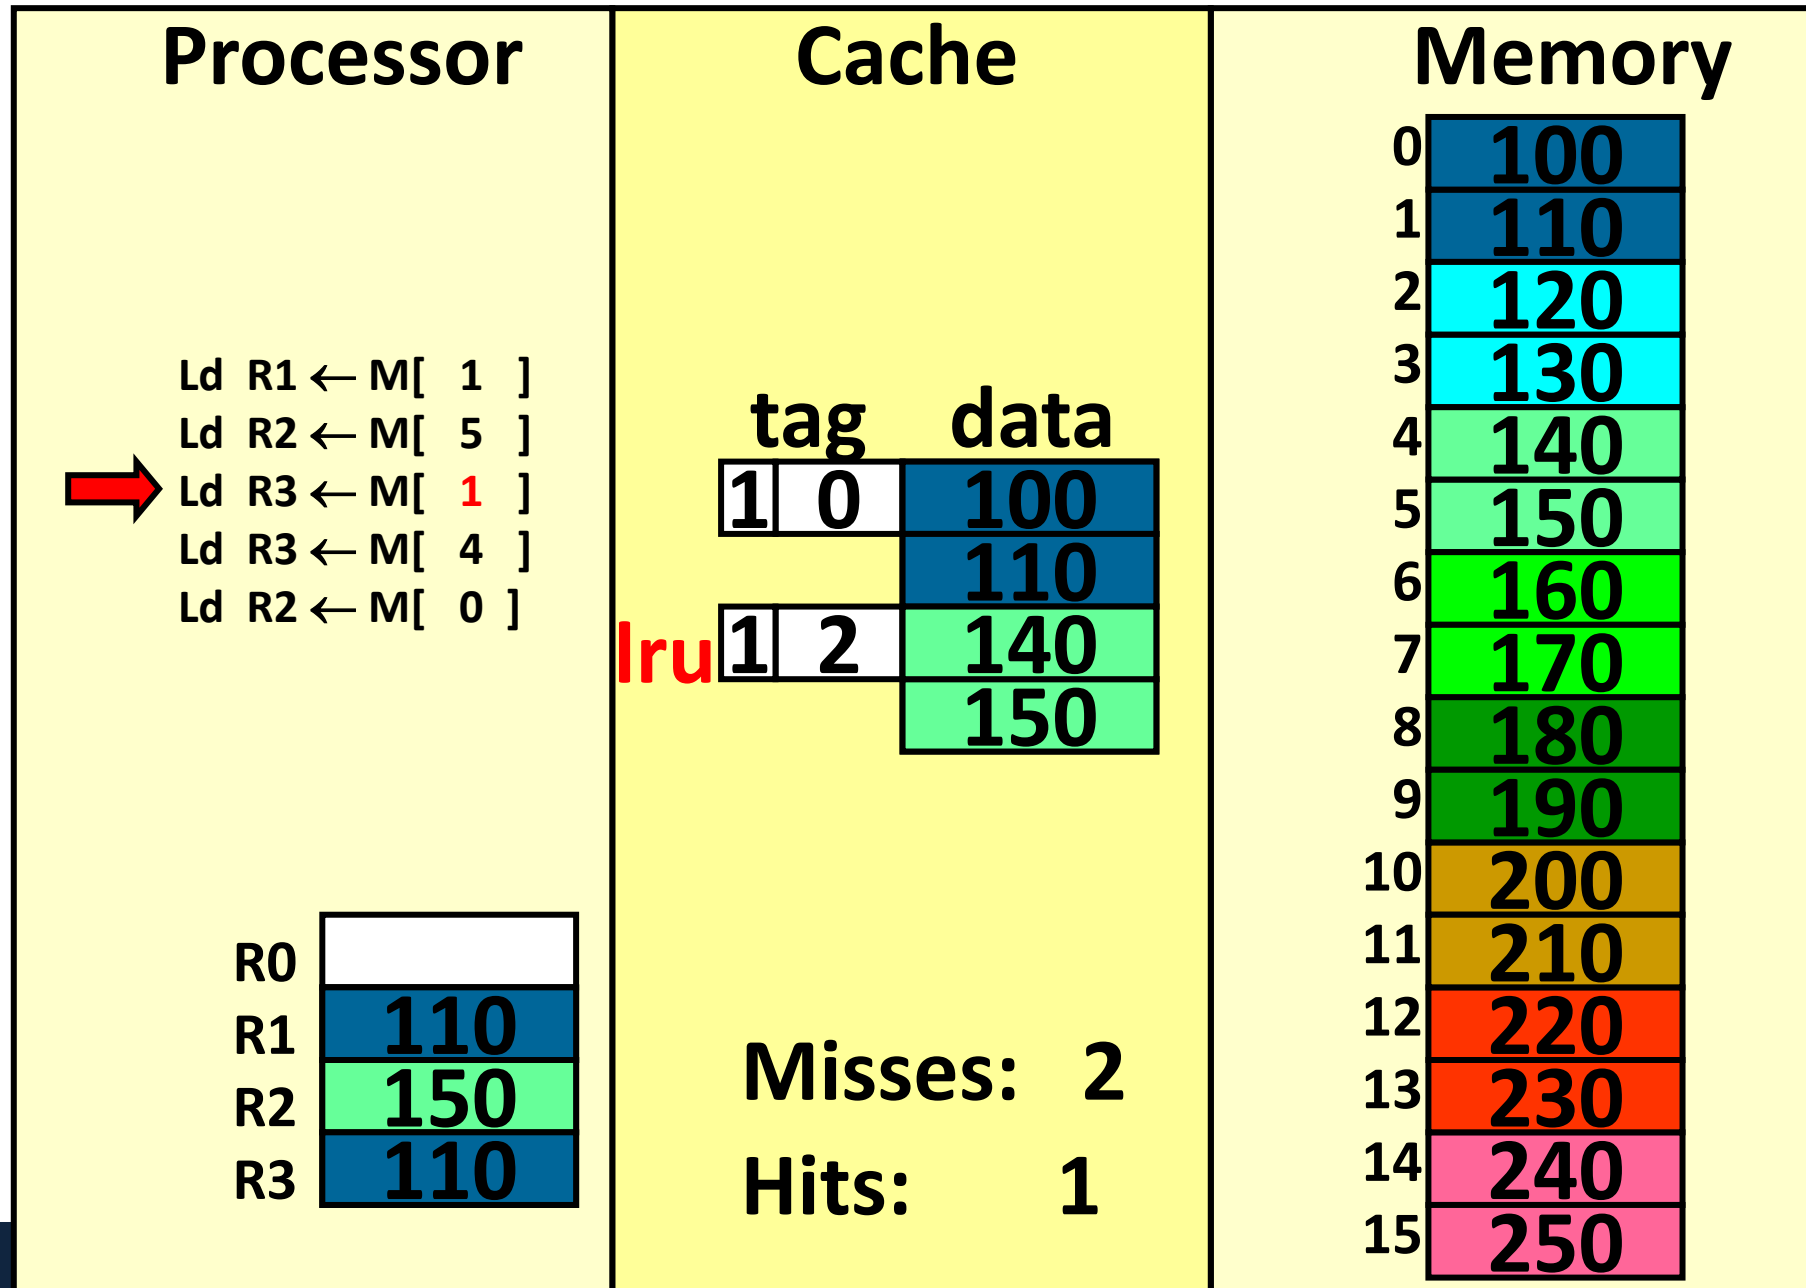 Processor
Ld R1 ← M[ 1 ]
Ld R2 ← M[ 5 ]
Ld R3 ← M[ 1 ]
Ld R3 ← M[ 4 ]
Ld R2 ← M[ 0 ]
R0
R1 110
R2 150
R3 110
Cache
tag data
1 0 100
110
lru 1 2 140
150
Misses: 2
Hits: 1
Memory
0 100
1 110
2 120
3 130
4 140
5 150
6 160
7 170
8 180
9 190
10 200
11 210
12 220
13 230
14 240
15 250